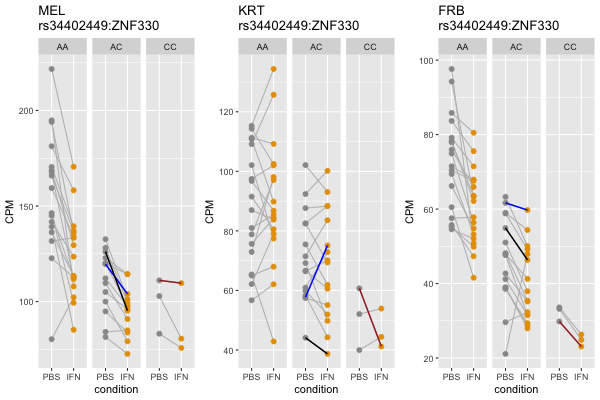 MEL
rs34402449:ZNF330
AA AC CC
CPM
200
150
100
PBS IFN PBS IFN PBS IFN
condition
KRT
rs34402449:ZNF330
AA AC CC
CPM
120
100
80
60
40
PBS IFN PBS IFN PBS IFN
condition
FRB
rs34402449:ZNF330
AA AC CC
CPM
100
80
60
40
20
PBS IFN PBS IFN PBS IFN
condition